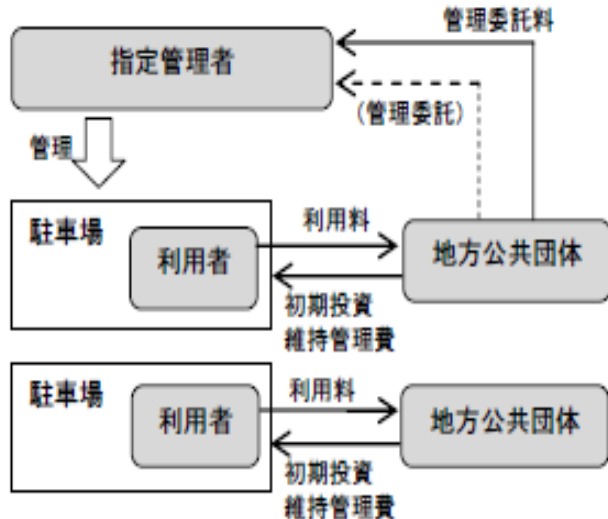 管理委託料
指定管理者
(管理委託)
管理
駐車場
利用料
利用者
地方公共団体
初期投資
維持管理費
駐車場
利用料
利用者
地方公共団体
初期投資
維持管理費